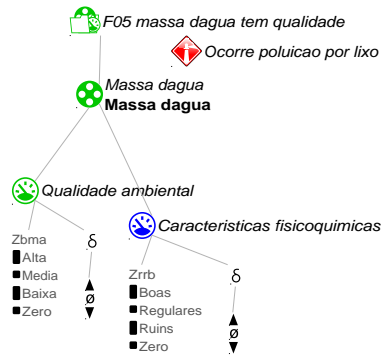 F05 massa dagua tem qualidade
Ocorre poluicao por lixo
Massa dagua
Massa dagua
Qualidade ambiental
Caracteristicas fisicoquimicas
Zbma
δ
Alta
Media
Baixa
ø
Zero
Zrrb
δ
Boas
Regulares
Ruins
ø
Zero